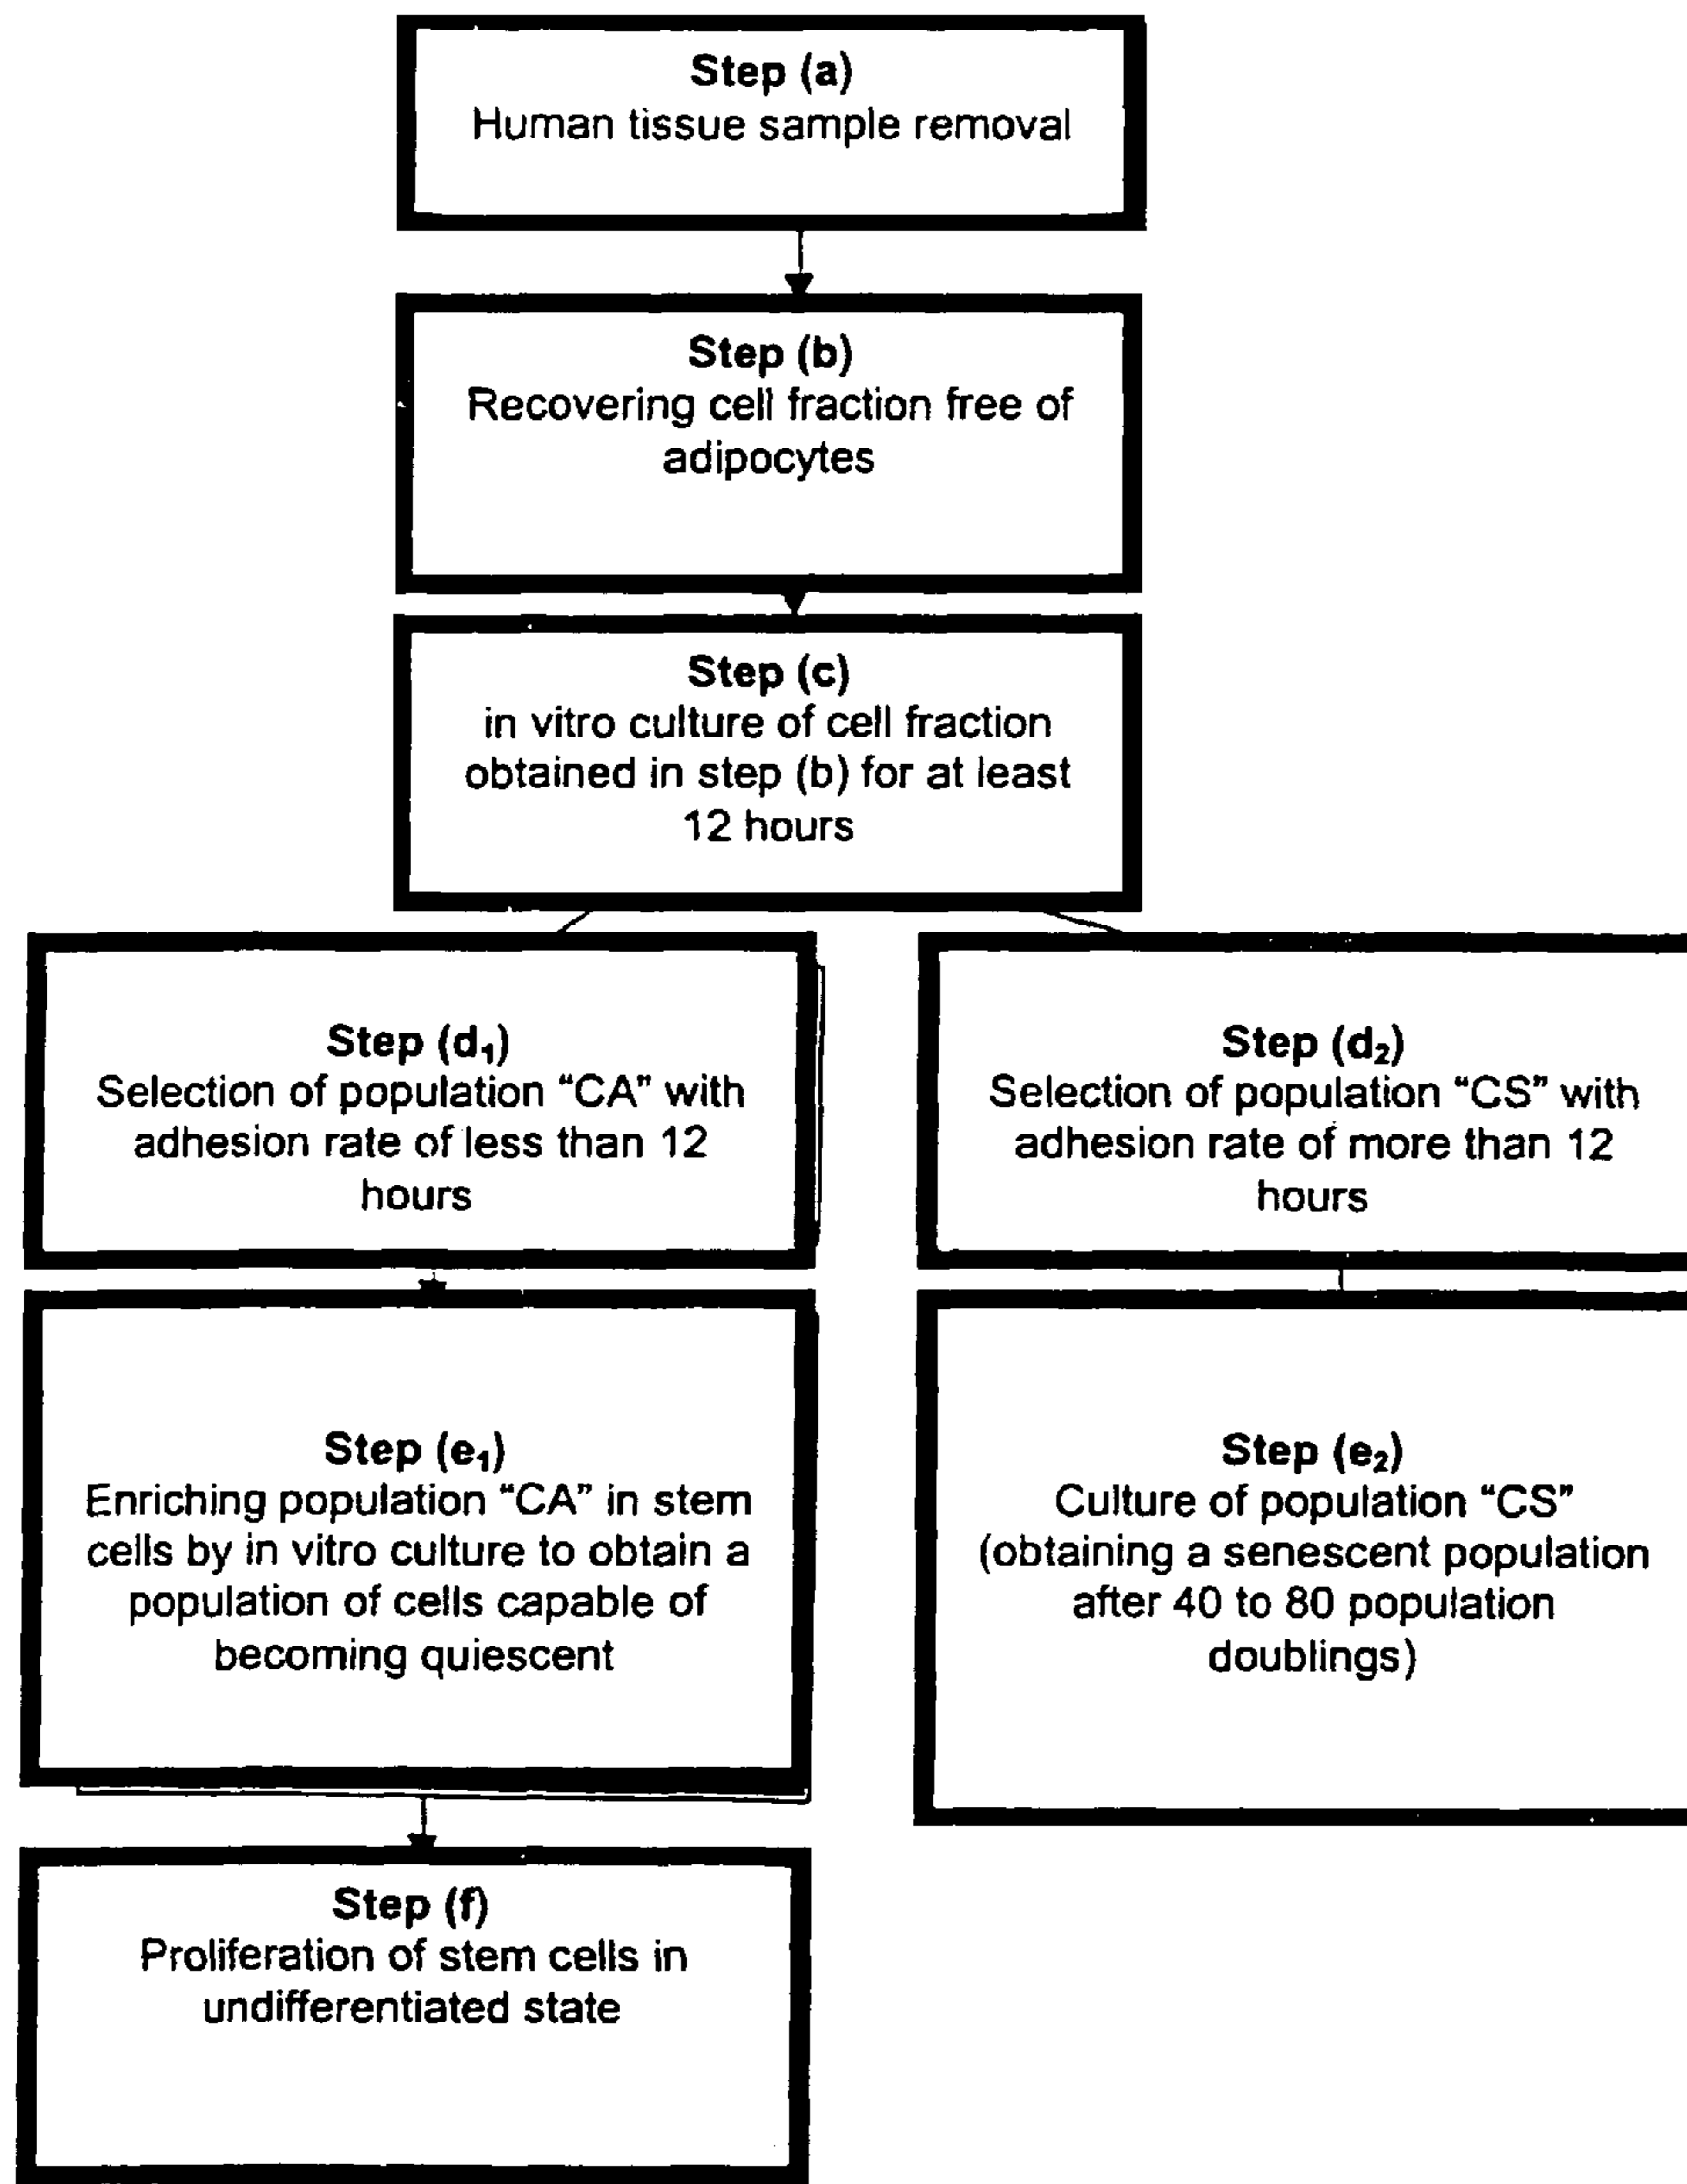 Step (a)
Human tissue sample removal
Step (b)
Recovering cell fraction free of
adipocytes
Step (c)
in vitro culture of cell fraction
obtained in step (b) for at least
12 hours
Step (d₁)
Selection of population “CA” with
adhesion rate of less than 12
hours
Step (d₂)
Selection of population “CS” with
adhesion rate of more than 12
hours
Step (e₁)
Enriching population “CA” in stem
cells by in vitro culture to obtain a
population of cells capable of
becoming quiescent
Step (e₂)
Culture of population “CS”
(obtaining a senescent population
after 40 to 80 population
doublings)
Step (f)
Proliferation of stem cells in
undifferentiated state